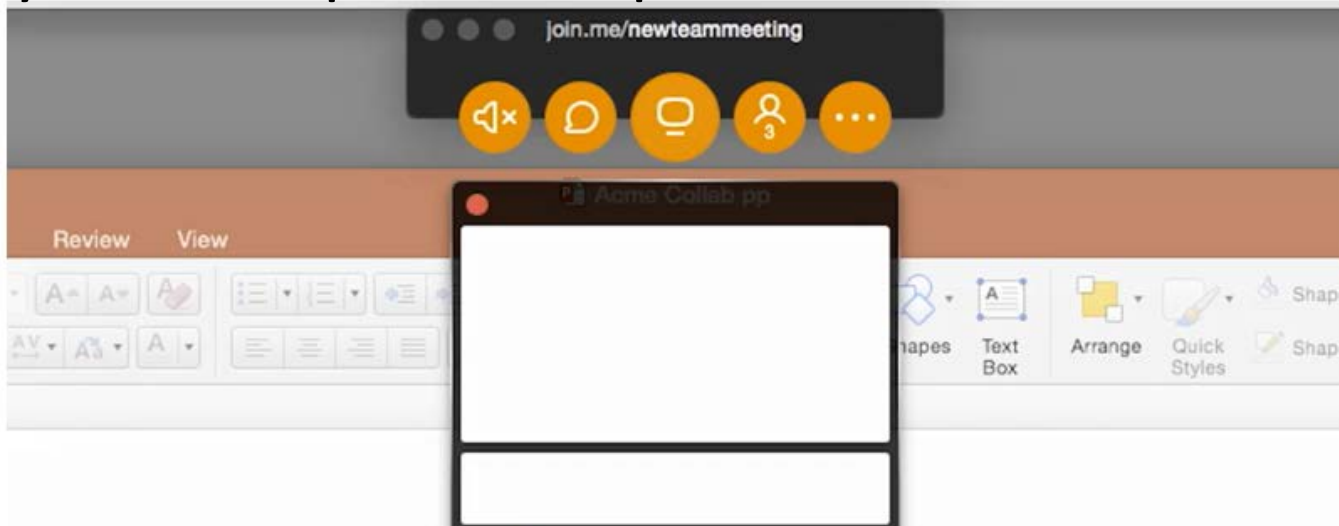 join.me/newteammeeting
3
Acme Collab pp
Review View
Text Box
Arrange
Quick Styles